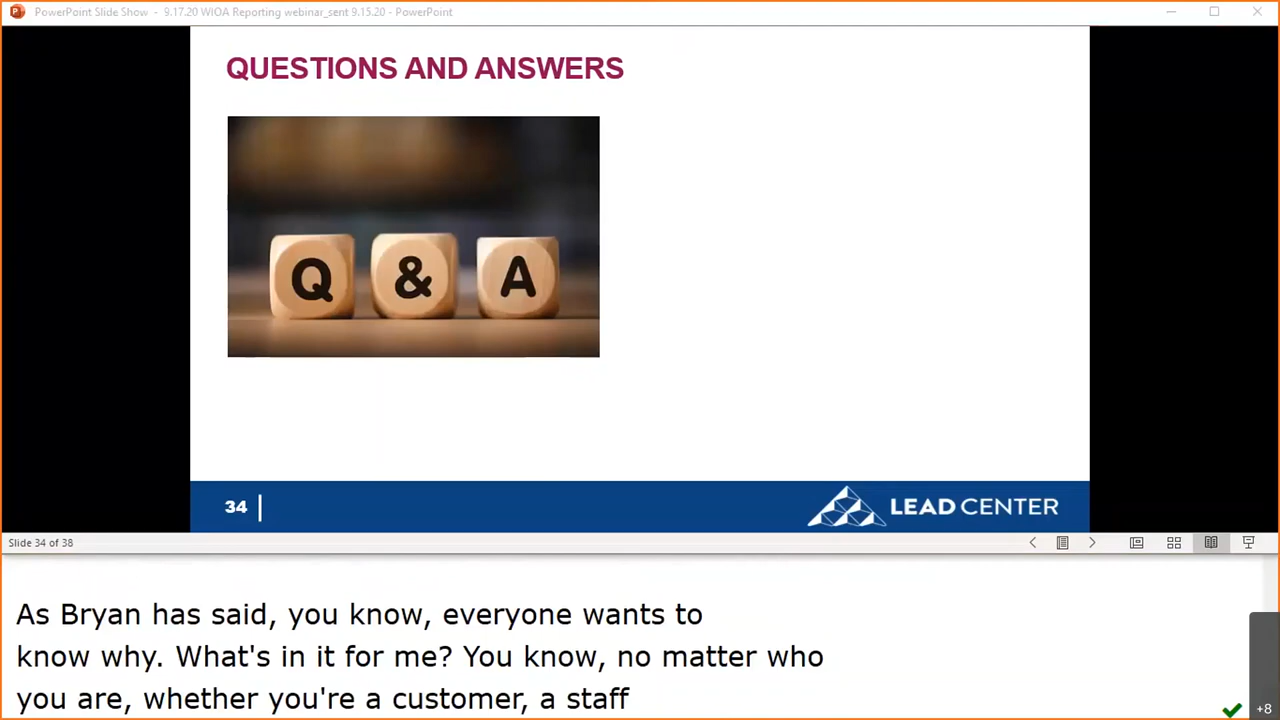 PowerPoint Slide Show - 9.17.20 WIOA Reporting webinar_sent 9.15.20 - PowerPoint
QUESTIONS AND ANSWERS
Q & A
34
LEAD CENTER
Slide 34 of 38
As Bryan has said, you know, everyone wants to
know why. What's in it for me? You know, no matter who
you are, whether you're a customer, a staff
+8